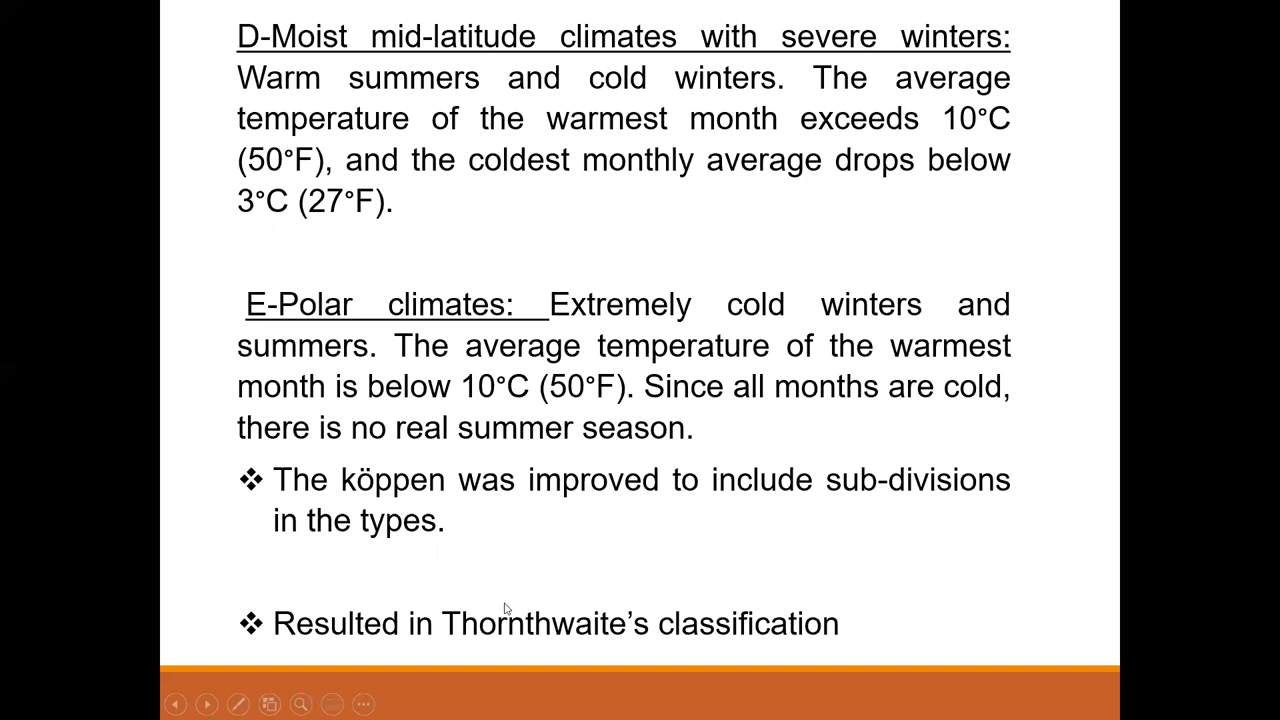 D-Moist mid-latitude climates with severe winters:
Warm summers and cold winters. The average
temperature of the warmest month exceeds 10°C
(50°F), and the coldest monthly average drops below
3°C (27°F).
E-Polar climates: Extremely cold winters and
summers. The average temperature of the warmest
month is below 10°C (50°F). Since all months are cold,
there is no real summer season.
❖ The köppen was improved to include sub-divisions
in the types.
❖ Resulted in Thornthwaite’s classification